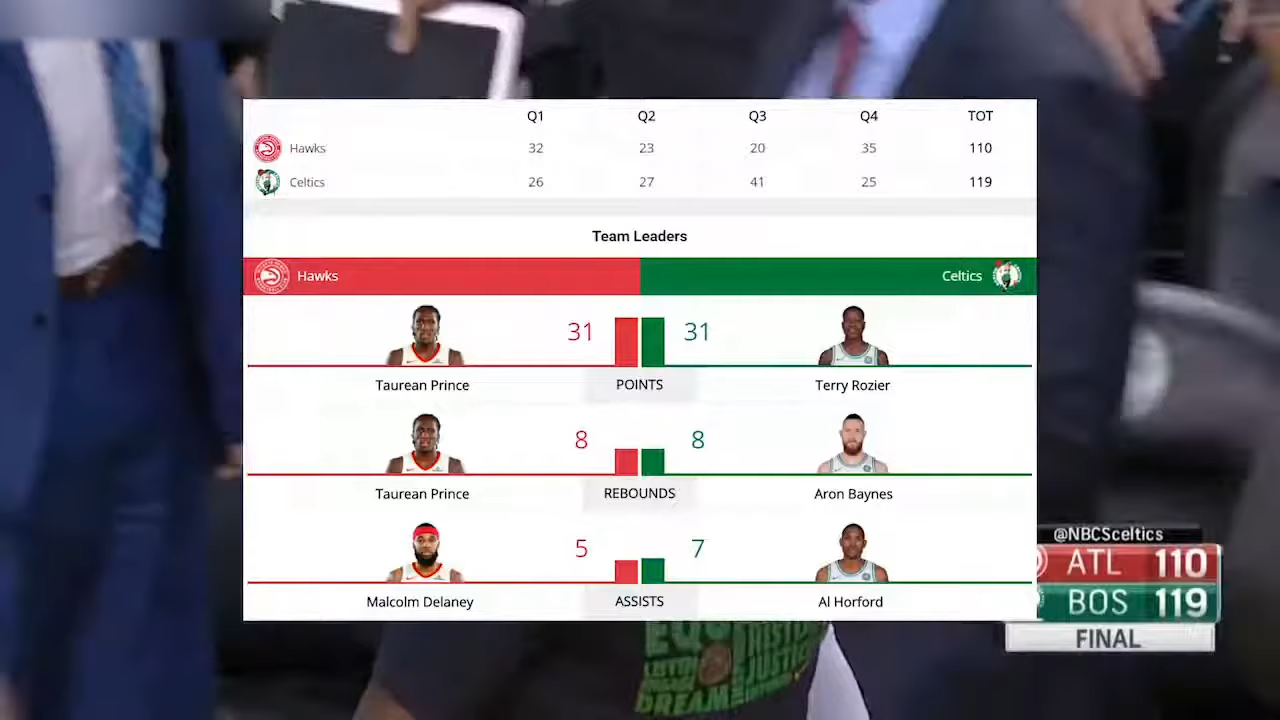 Q1 Q2 Q3 Q4 TOT
Hawks 32 23 20 35 110
Celtics 26 27 41 25 119
Team Leaders
Hawks Celtics
31 31
Taurean Prince POINTS Terry Rozier
8 8
Taurean Prince REBOUNDS Aron Baynes
5 7
Malcolm Delaney ASSISTS Al Horford
@NBCSceltics
ATL 110
BOS 119
FINAL
JUSTICE
DREAM